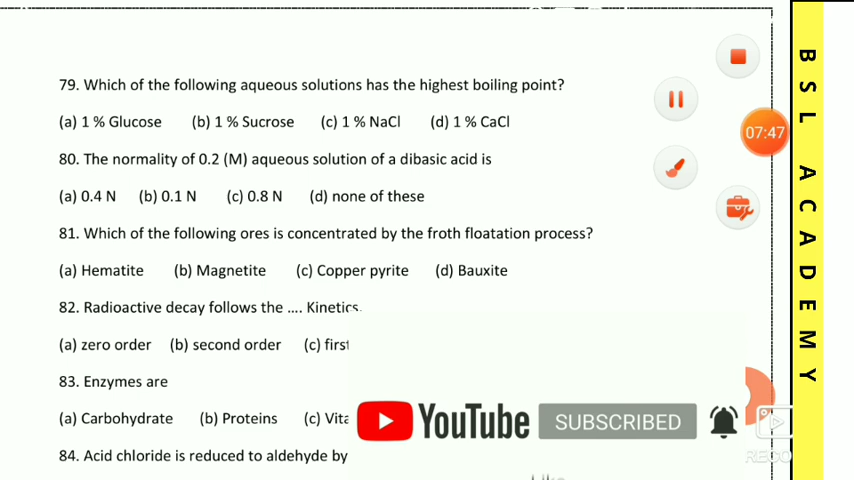 79. Which of the following aqueous solutions has the highest boiling point?
(a) 1 % Glucose (b) 1 % Sucrose (c) 1 % NaCl (d) 1 % CaCl
80. The normality of 0.2 (M) aqueous solution of a dibasic acid is
(a) 0.4 N (b) 0.1 N (c) 0.8 N (d) none of these
81. Which of the following ores is concentrated by the froth floatation process?
(a) Hematite (b) Magnetite (c) Copper pyrite (d) Bauxite
82. Radioactive decay follows the .... Kinetics.
(a) zero order (b) second order (c) first
83. Enzymes are
(a) Carbohydrate (b) Proteins (c) Vita
84. Acid chloride is reduced to aldehyde by
YouTube SUBSCRIBED
07:47
RECO
BSL ACADEMY